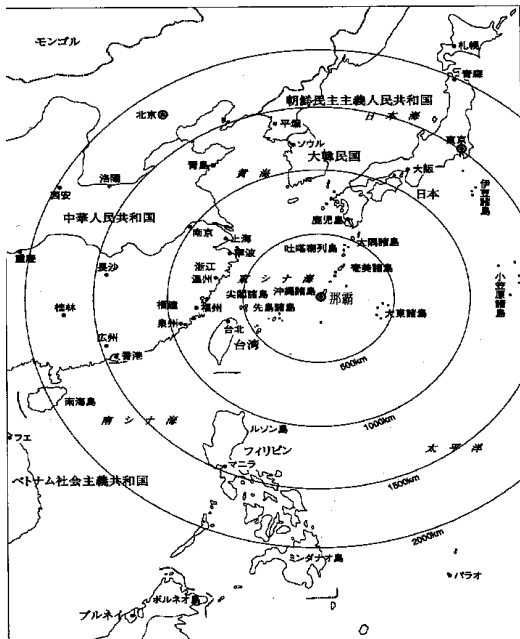 モンゴル
札幌
青森
北京
朝鮮民主主義人民共和国
日本海
平壌
ソウル
東京
大韓民国
青島
黄海
大阪
日本
洛陽
西安
伊豆諸島
中華人民共和国
鹿児島
南京
上海
寧波
大隅諸島
吐噶喇列島
重慶
長沙
浙江
温州
東シナ海
奄美諸島
小笠原諸島
尖閣諸島
沖縄諸島
那覇
桂林
福建
福州
先島諸島
大東諸島
泉州
台北
台湾
広州
香港
500km
南海島
南シナ海
ルソン島
1000km
フエ
フィリピン
太平洋
マニラ
ベトナム社会主義共和国
1500km
2000km
ミンダナオ島
パラオ
ボルネオ島
ブルネイ